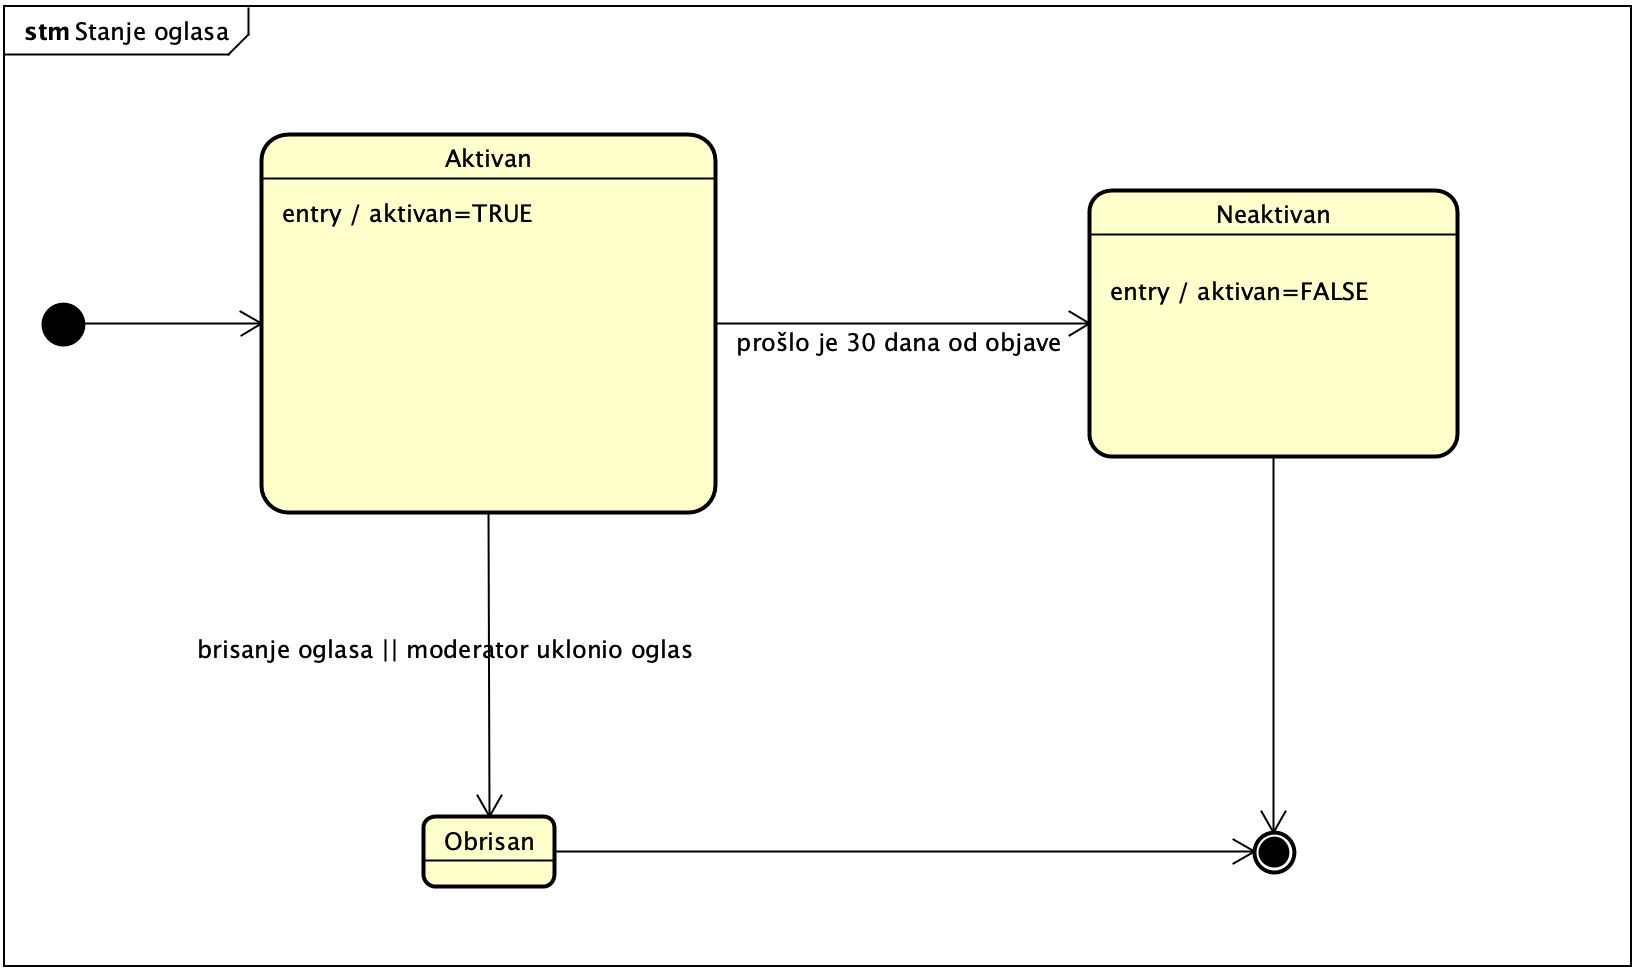 stm Stanje oglasa
Aktivan
entry / aktivan=TRUE
Neaktivan
entry / aktivan=FALSE
prošlo je 30 dana od objave
brisanje oglasa || moderator uklonio oglas
Obrisan